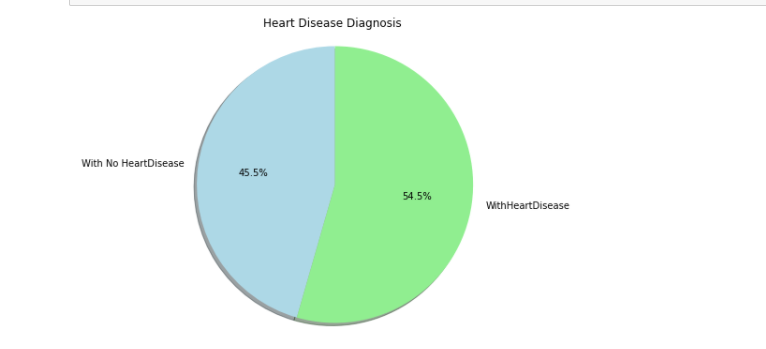 Heart Disease Diagnosis
With No HeartDisease
45.5%
54.5%
WithHeartDisease